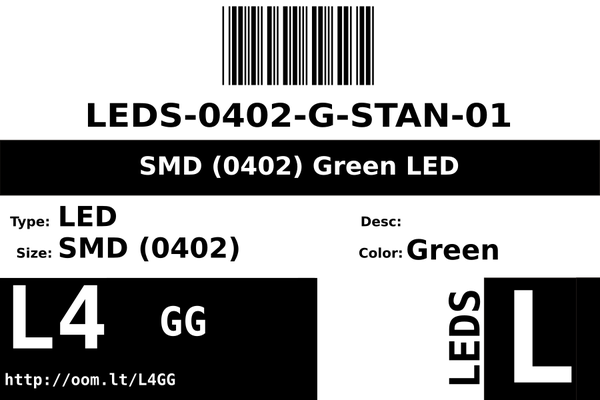 LEDS-0402-G-STAN-01
SMD (0402) Green LED
Type: LED
Desc:
Size: SMD (0402)
Color: Green
L4 GG
http://oom.lt/L4GG
LEDS
L